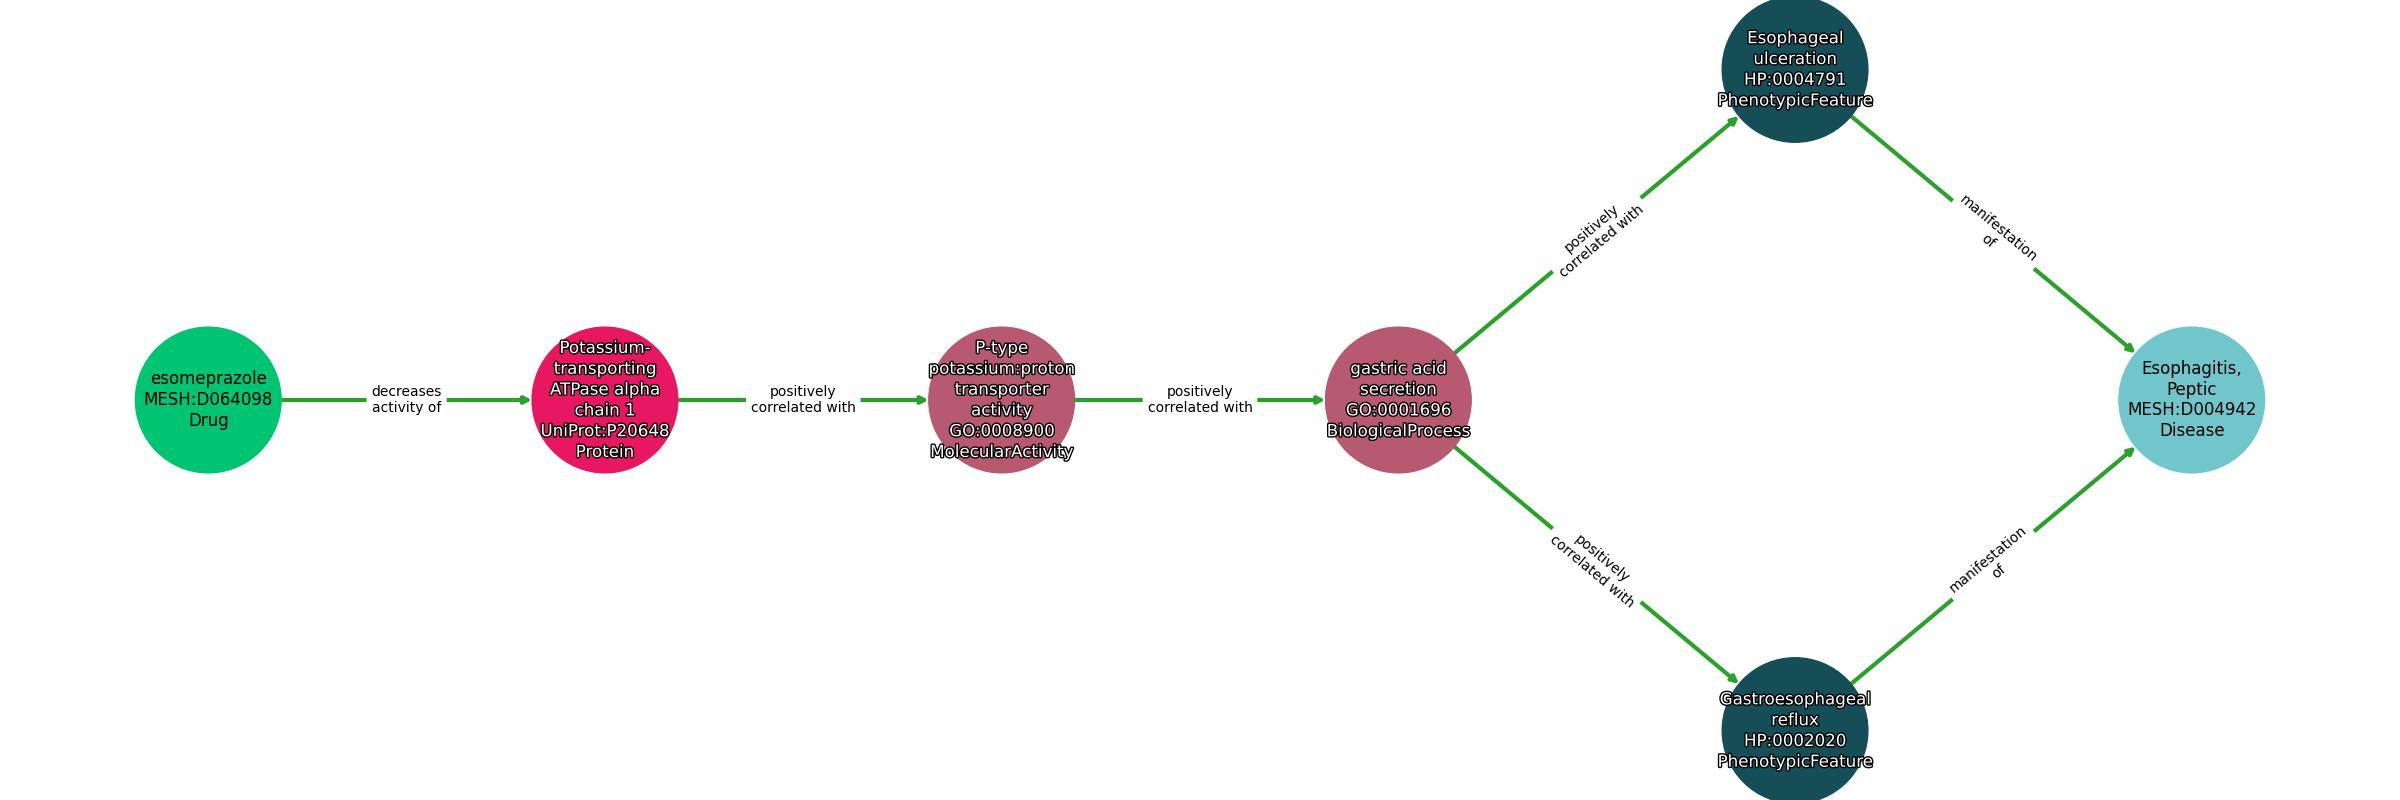 esomeprazole
MESH:D064098
Drug
decreases
activity of
Potassium-
transporting
ATPase alpha
chain 1
UniProt:P20648
Protein
positively
correlated with
P-type
potassium:proton
transporter
activity
GO:0008900
MolecularActivity
positively
correlated with
gastric acid
secretion
GO:0001696
BiologicalProcess
positively
correlated with
Esophageal
ulceration
HP:0004791
PhenotypicFeature
manifestation
of
positively
correlated with
Gastroesophageal
reflux
HP:0002020
PhenotypicFeature
manifestation
of
Esophagitis,
Peptic
MESH:D004942
Disease